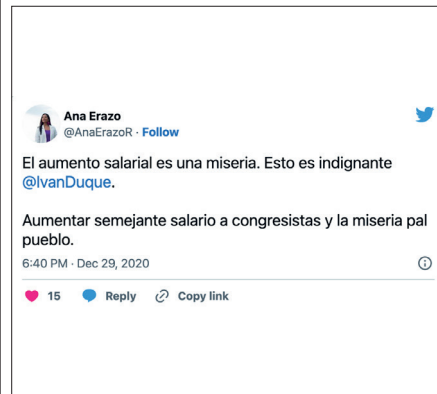 Ana Erazo
@AnaErazoR · Follow
El aumento salarial es una miseria. Esto es indignante
@IvanDuque.
Aumentar semejante salario a congresistas y la miseria pal
pueblo.
6:40 PM · Dec 29, 2020
15 Reply Copy link